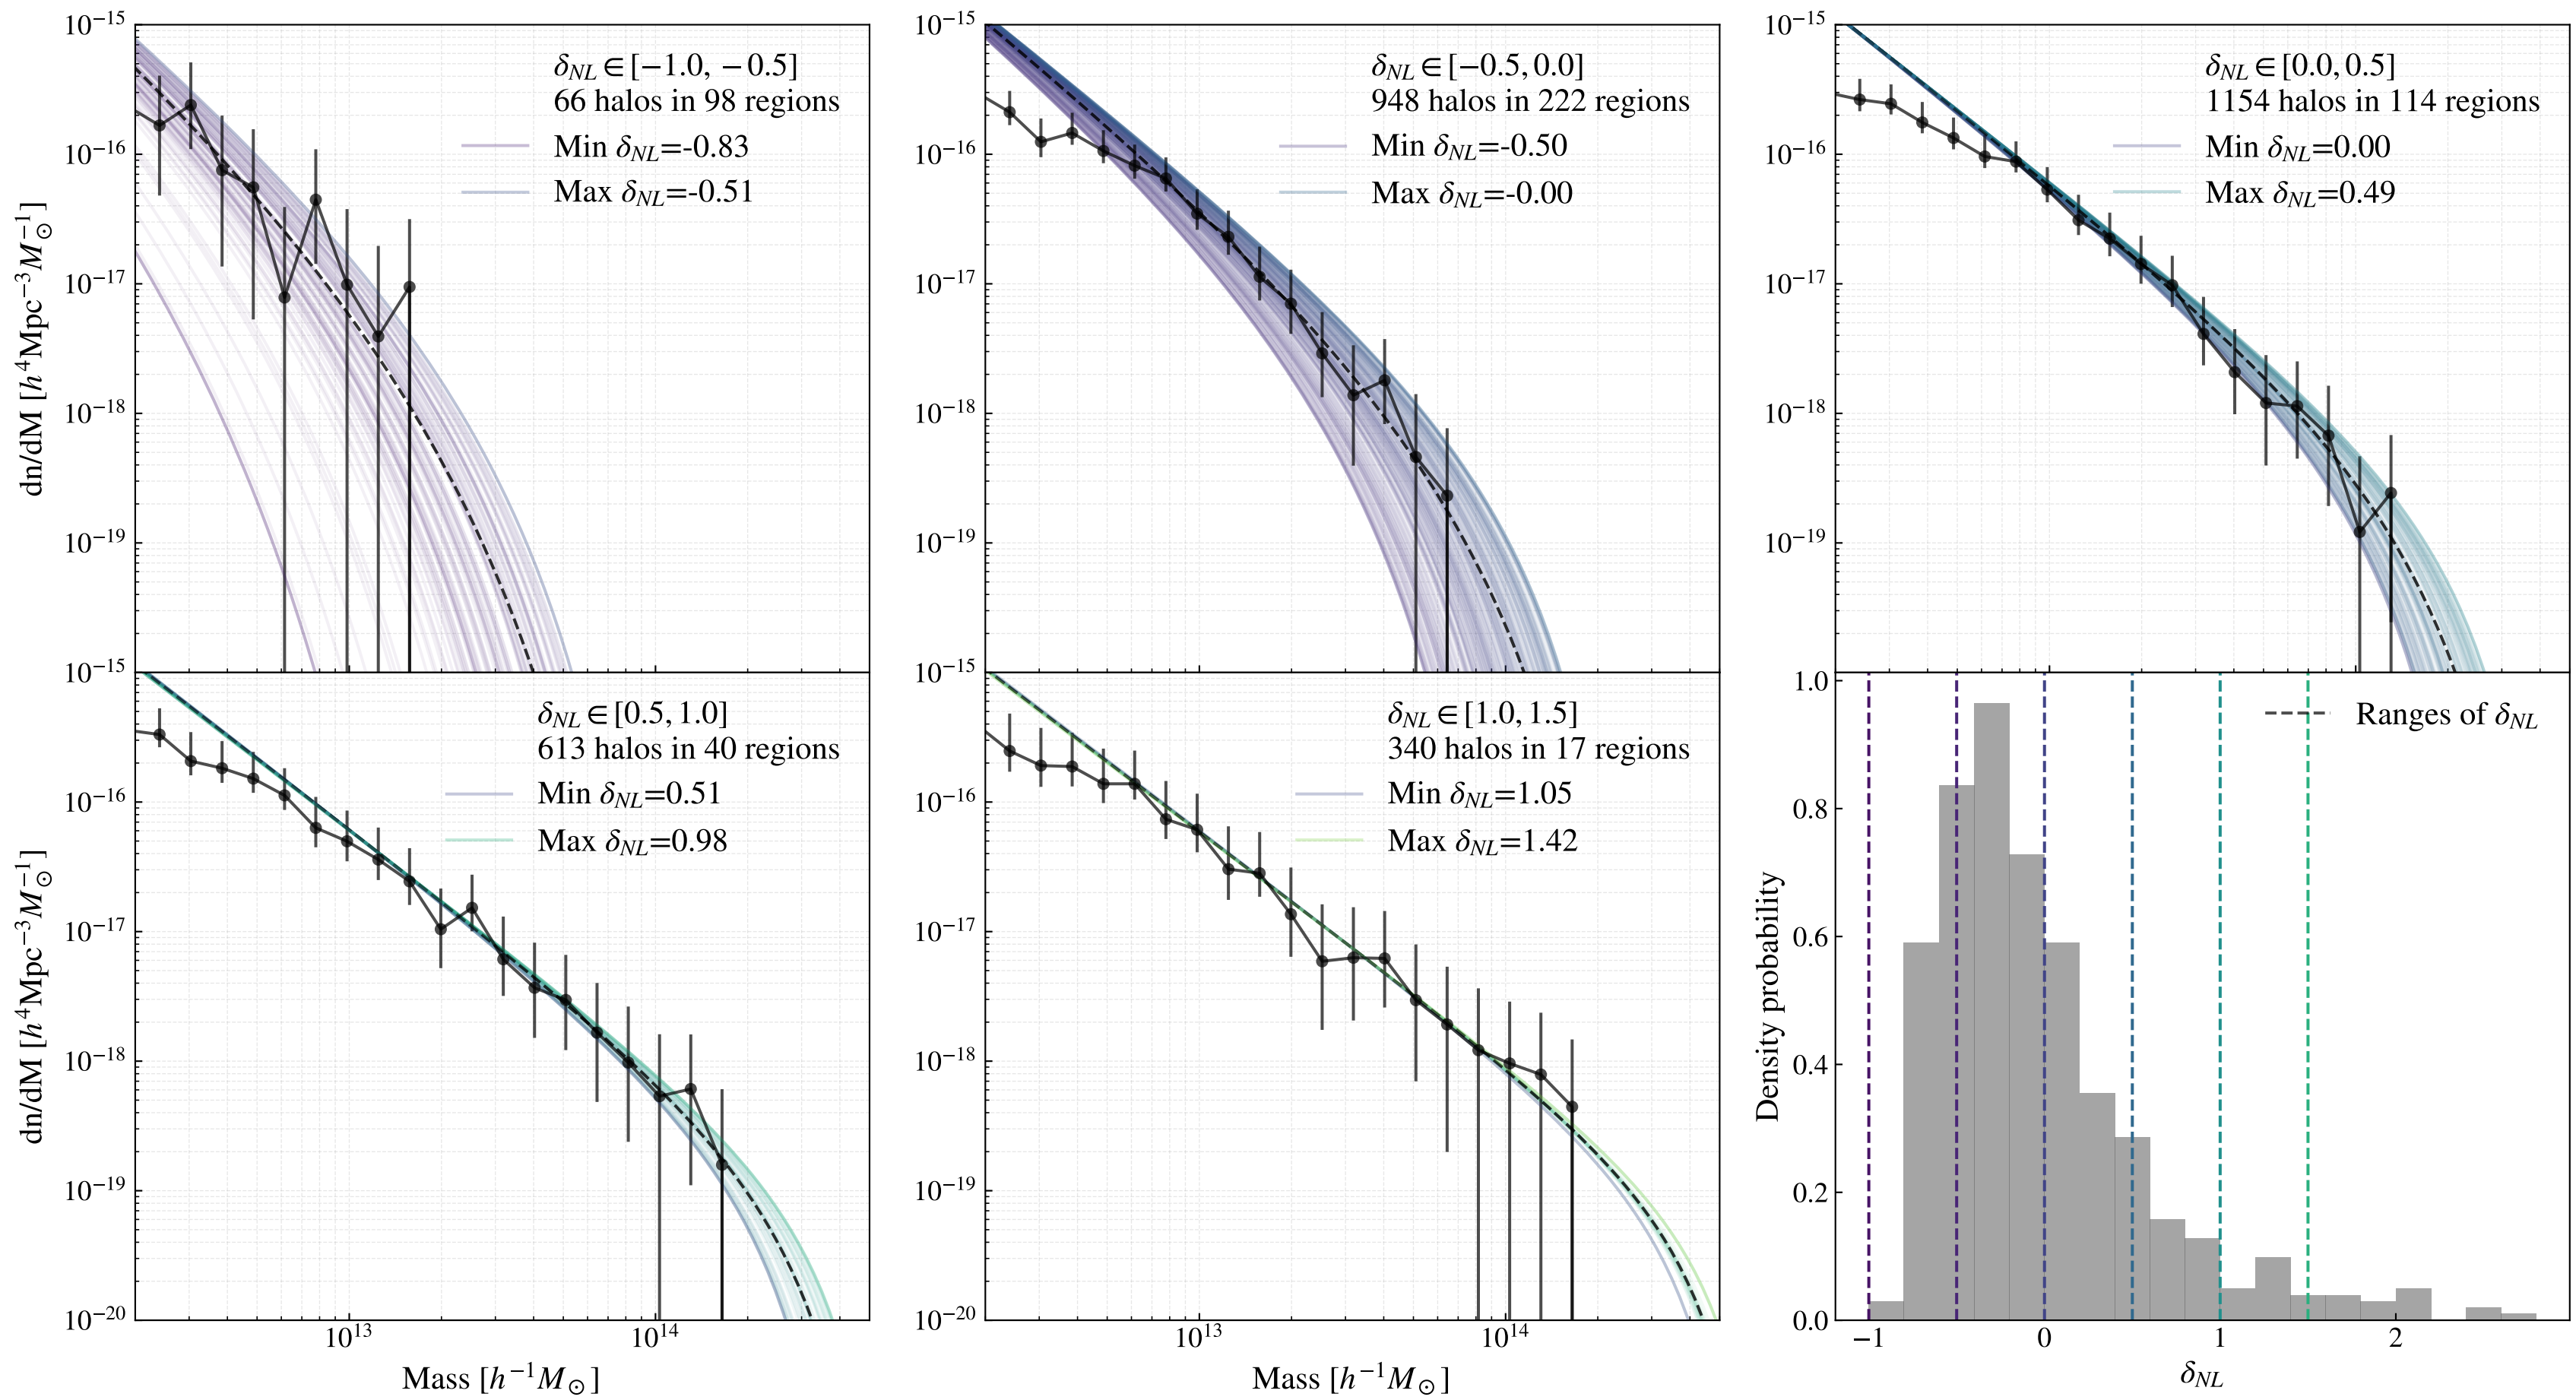 10^{-15}
10^{-16}
10^{-17}
10^{-18}
10^{-19}
dn/dM [h^4Mpc^{-3}M_⊙^{-1}]
δ_{NL} ∈ [−1.0, −0.5]
66 halos in 98 regions
Min δ_{NL}=-0.83
Max δ_{NL}=-0.51
10^{-15}
10^{-16}
10^{-17}
10^{-18}
10^{-19}
δ_{NL} ∈ [−0.5, 0.0]
948 halos in 222 regions
Min δ_{NL}=-0.50
Max δ_{NL}=-0.00
10^{-15}
10^{-16}
10^{-17}
10^{-18}
10^{-19}
δ_{NL} ∈ [0.0, 0.5]
1154 halos in 114 regions
Min δ_{NL}=0.00
Max δ_{NL}=0.49
10^{-15}
10^{-16}
10^{-17}
10^{-18}
10^{-19}
10^{-20}
dn/dM [h^4Mpc^{-3}M_⊙^{-1}]
δ_{NL} ∈ [0.5, 1.0]
613 halos in 40 regions
Min δ_{NL}=0.51
Max δ_{NL}=0.98
10^{13} 10^{14}
Mass [h^{-1}M_⊙]
10^{-15}
10^{-16}
10^{-17}
10^{-18}
10^{-19}
10^{-20}
δ_{NL} ∈ [1.0, 1.5]
340 halos in 17 regions
Min δ_{NL}=1.05
Max δ_{NL}=1.42
10^{13} 10^{14}
Mass [h^{-1}M_⊙]
1.0
0.8
0.6
0.4
0.2
0.0
Density probability
Ranges of δ_{NL}
−1 0 1 2
δ_{NL}